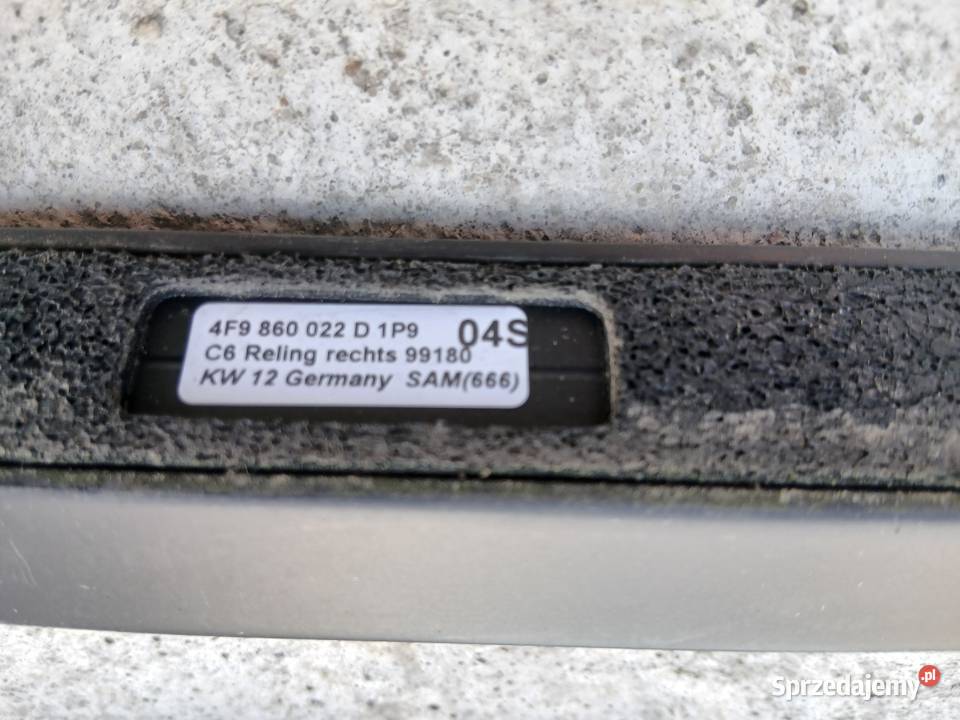 4F9 860 022 D 1P9 04S
C6 Reling rechts 99180
KW 12 Germany SAM(666)
Sprzedajemy.pl